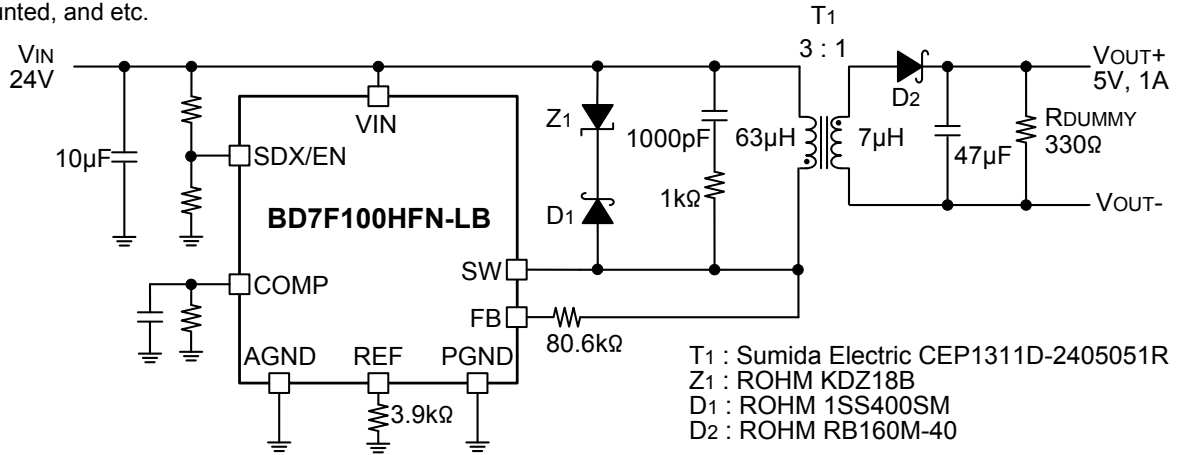 unted, and etc.
T1
3 : 1
VIN
24V
VOUT+
5V, 1A
D2
VIN
Z1
1000pF
63µH
7µH
RDUMMY
330Ω
10µF
SDX/EN
47µF
1kΩ
D1
BD7F100HFN-LB
VOUT-
SW
COMP
FB
80.6kΩ
AGND
REF
PGND
3.9kΩ
T1 : Sumida Electric CEP1311D-2405051R
Z1 : ROHM KDZ18B
D1 : ROHM 1SS400SM
D2 : ROHM RB160M-40